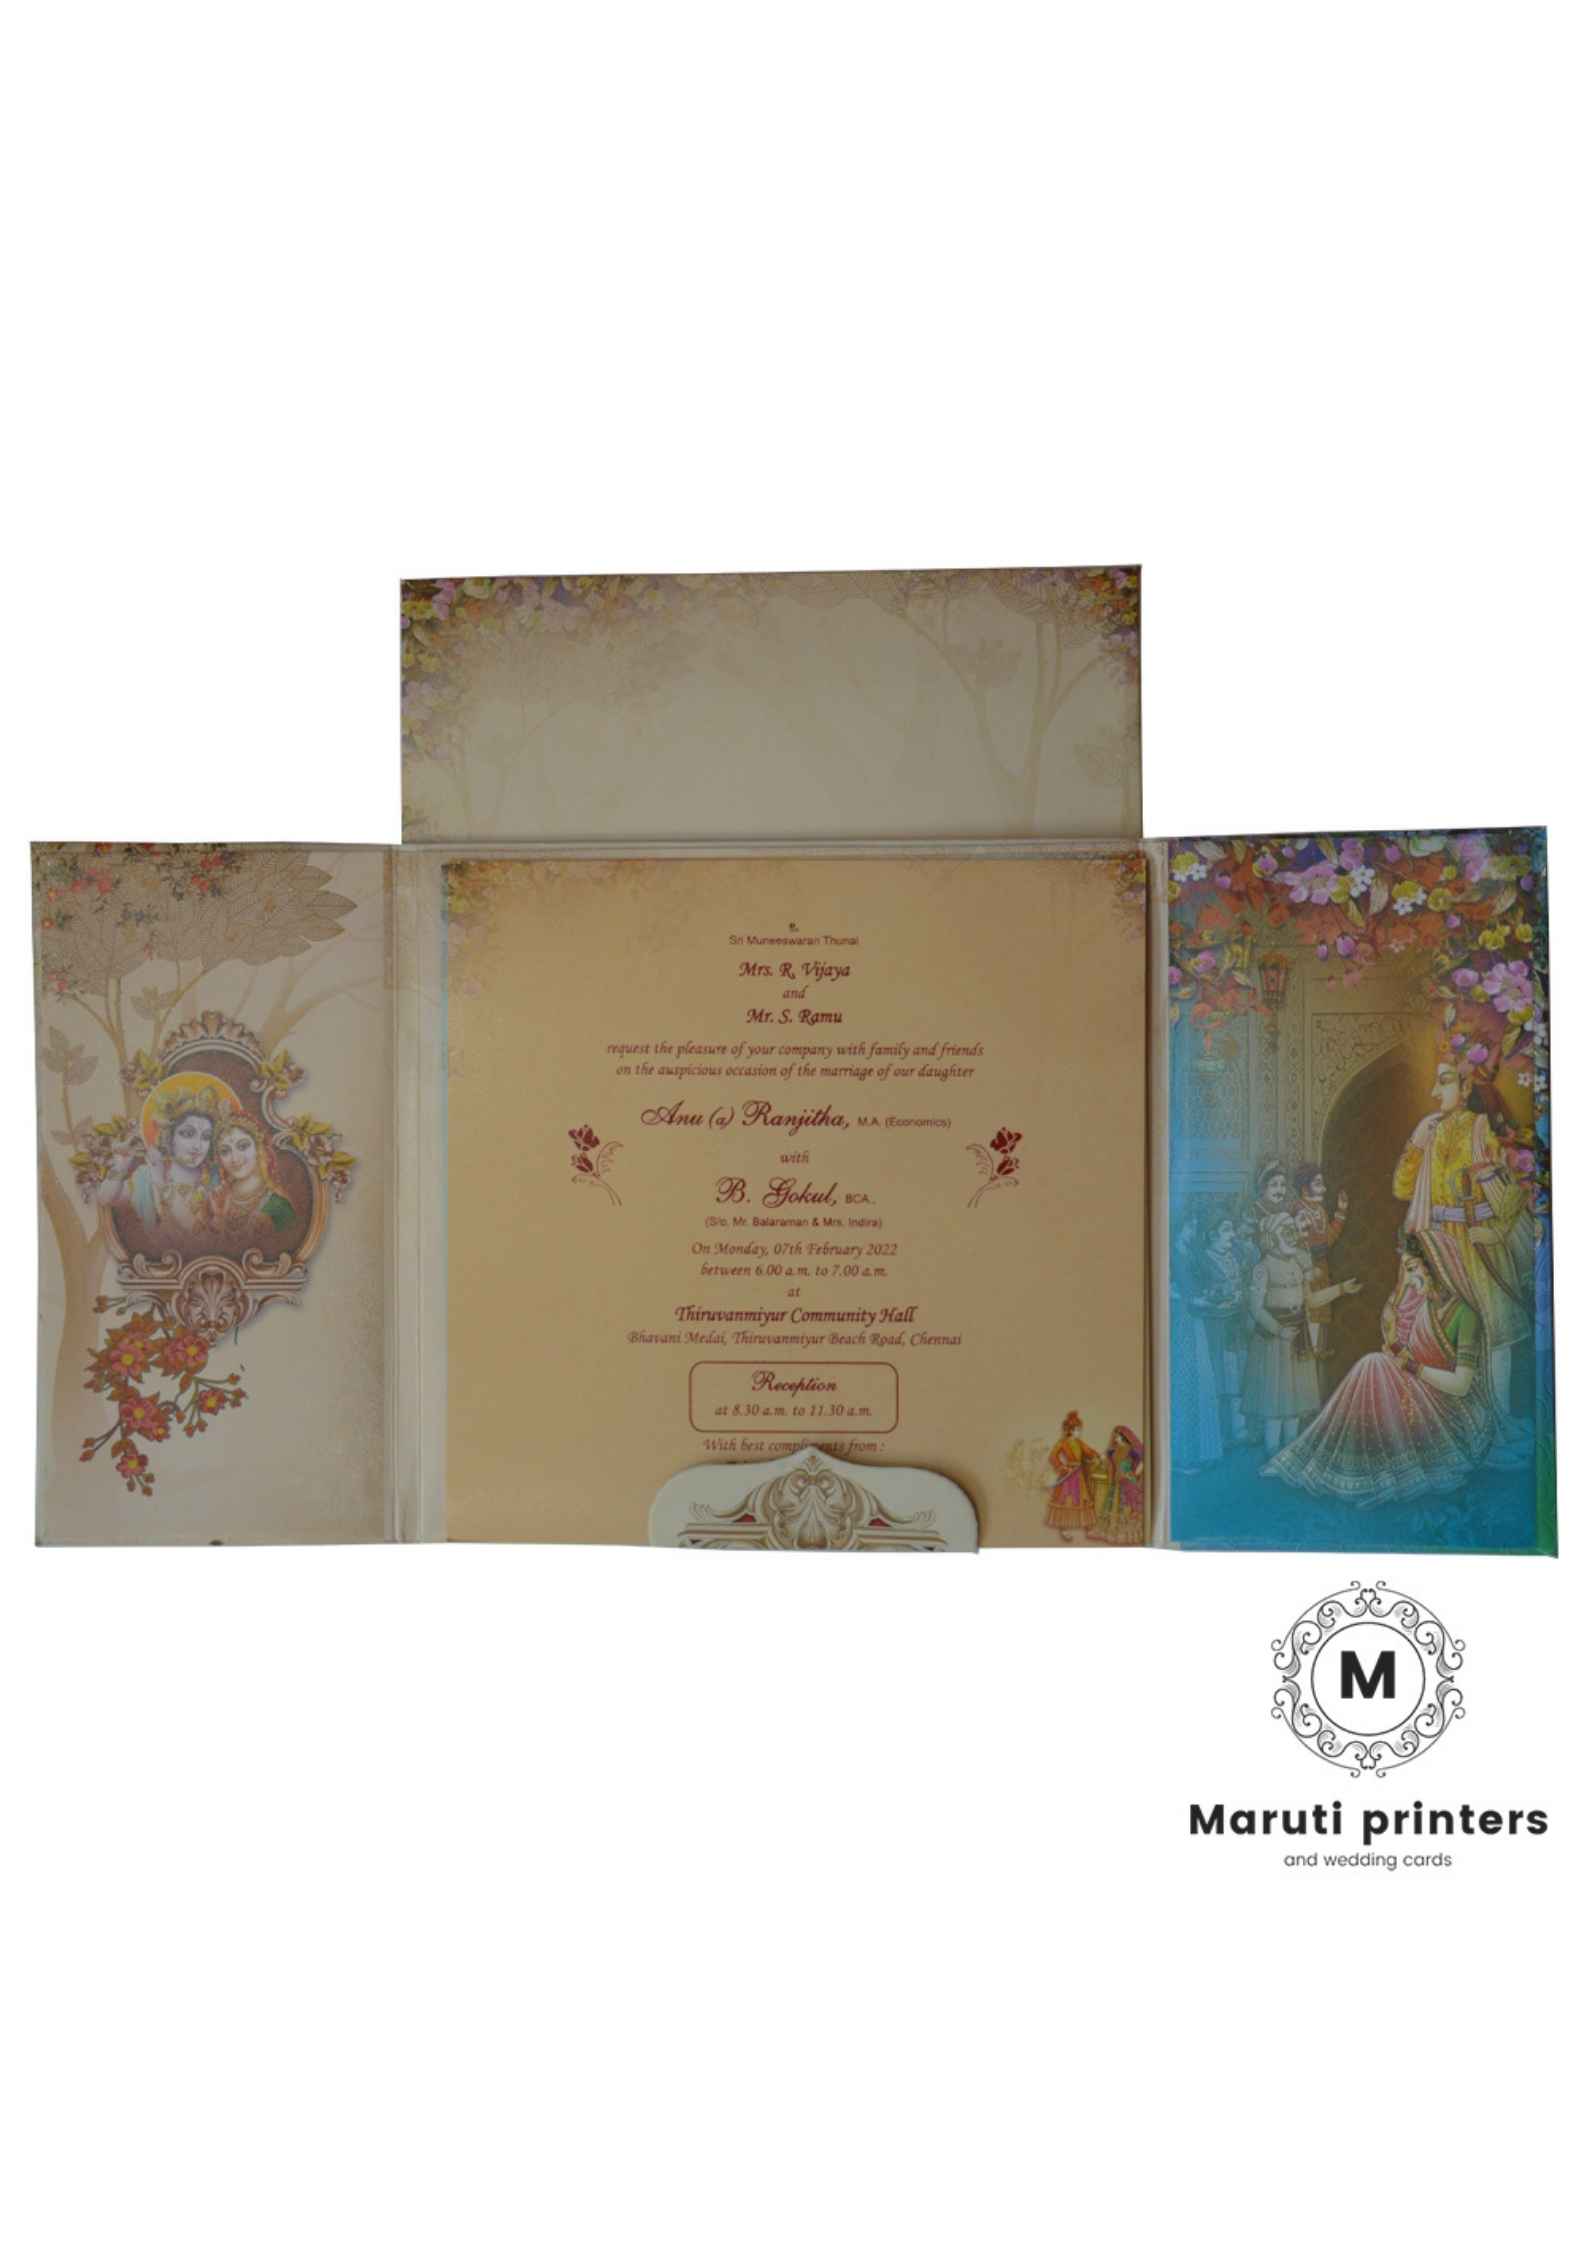 உ
Sri Muneeswaran Thunai
Mrs. R. Vijaya
and
Mr. S. Ramu
request the pleasure of your company with family and friends
on the auspicious occasion of the marriage of our daughter
Anu (a) Ranjitha, M.A. (Economics)
with
B. Gokul, BCA.,
(S/o. Mr. Balaraman & Mrs. Indira)
On Monday, 07th February 2022
between 6.00 a.m. to 7.00 a.m.
at
Thiruvanmiyur Community Hall
Bhavani Medai, Thiruvanmiyur Beach Road, Chennai
Reception
at 8.30 a.m. to 11.30 a.m.
With best compliments from :
M
Maruti printers
and wedding cards